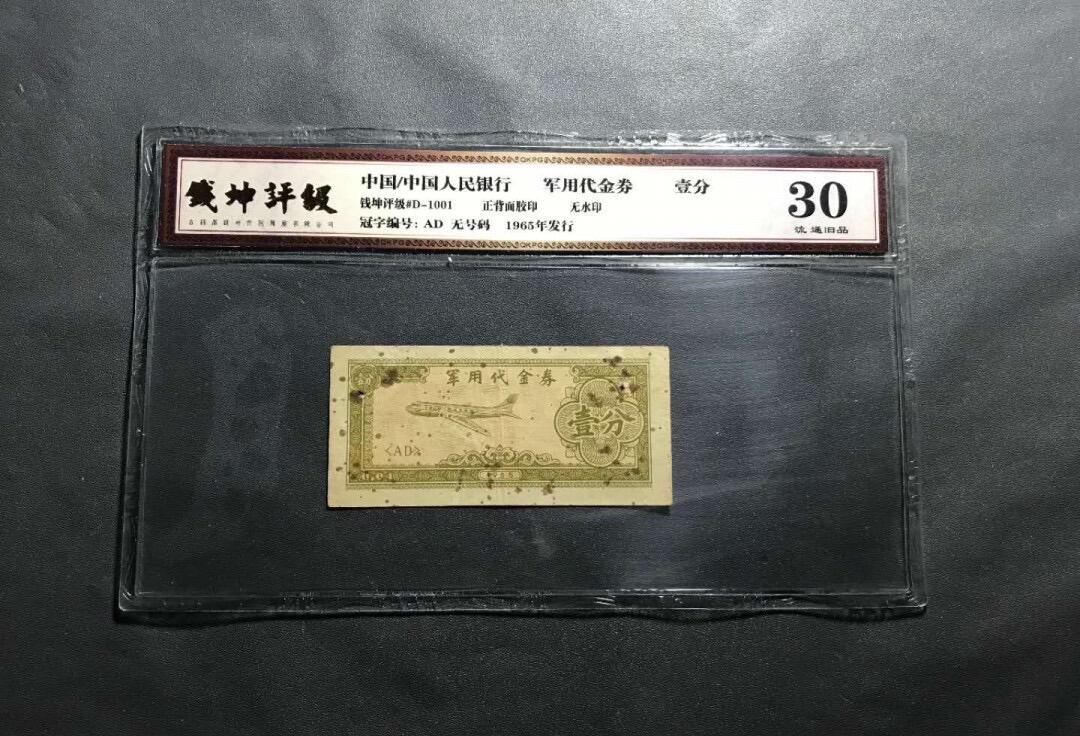 钱坤评级
中国/中国人民银行 军用代金券 壹分
钱坤评级#D-1001 正背面胶印 无水印
冠字编号: AD 无号码 1965年发行
30
流通旧品
QKPG
军用代金券
壹分
<AD>
1965